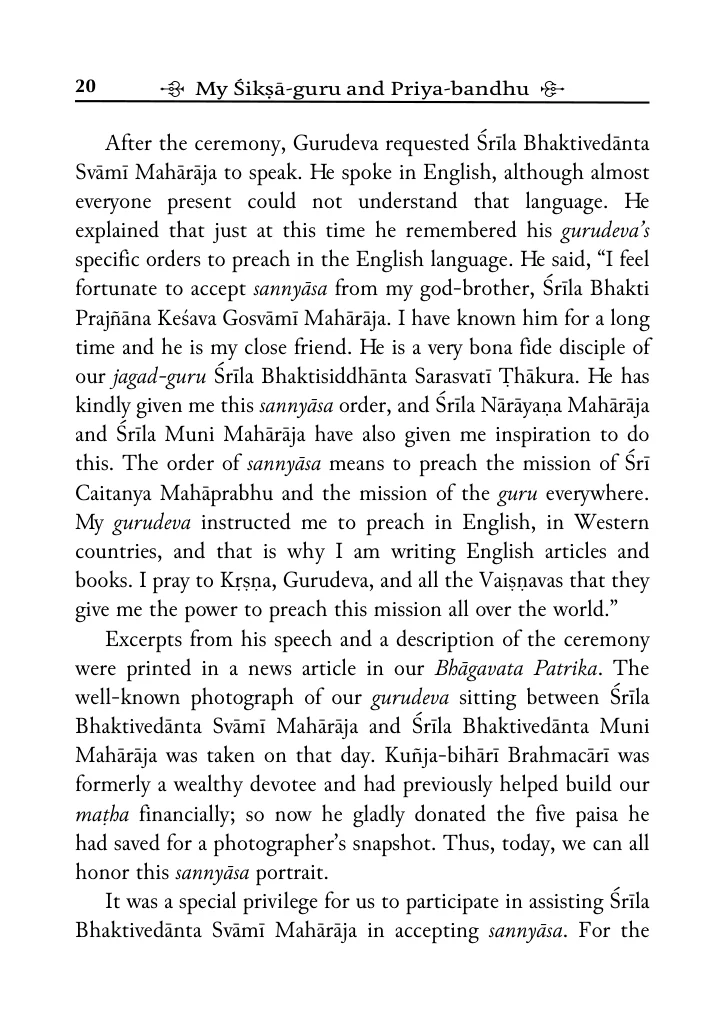 20 My Śikṣā-guru and Priya-bandhu
After the ceremony, Gurudeva requested Śrīla Bhaktivedānta
Svāmī Mahārāja to speak. He spoke in English, although almost
everyone present could not understand that language. He
explained that just at this time he remembered his gurudeva’s
specific orders to preach in the English language. He said, “I feel
fortunate to accept sannyāsa from my god-brother, Śrīla Bhakti
Prajñāna Keśava Gosvāmī Mahārāja. I have known him for a long
time and he is my close friend. He is a very bona fide disciple of
our jagad-guru Śrīla Bhaktisiddhānta Sarasvatī Ṭhākura. He has
kindly given me this sannyāsa order, and Śrīla Nārāyaṇa Mahārāja
and Śrīla Muni Mahārāja have also given me inspiration to do
this. The order of sannyāsa means to preach the mission of Śrī
Caitanya Mahāprabhu and the mission of the guru everywhere.
My gurudeva instructed me to preach in English, in Western
countries, and that is why I am writing English articles and
books. I pray to Kṛṣṇa, Gurudeva, and all the Vaiṣṇavas that they
give me the power to preach this mission all over the world.”
Excerpts from his speech and a description of the ceremony
were printed in a news article in our Bhāgavata Patrika. The
well-known photograph of our gurudeva sitting between Śrīla
Bhaktivedānta Svāmī Mahārāja and Śrīla Bhaktivedānta Muni
Mahārāja was taken on that day. Kuñja-bihārī Brahmacārī was
formerly a wealthy devotee and had previously helped build our
maṭha financially; so now he gladly donated the five paisa he
had saved for a photographer’s snapshot. Thus, today, we can all
honor this sannyāsa portrait.
It was a special privilege for us to participate in assisting Śrīla
Bhaktivedānta Svāmī Mahārāja in accepting sannyāsa. For the